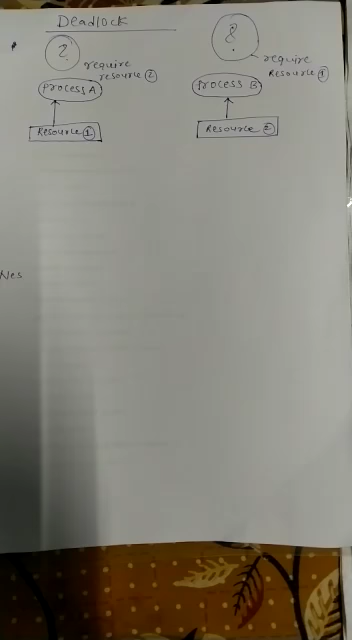 Deadlock
?
require
resource ②
Process A
Resource ①
?
require
Resource ①
Process B
Resource ②
Nes